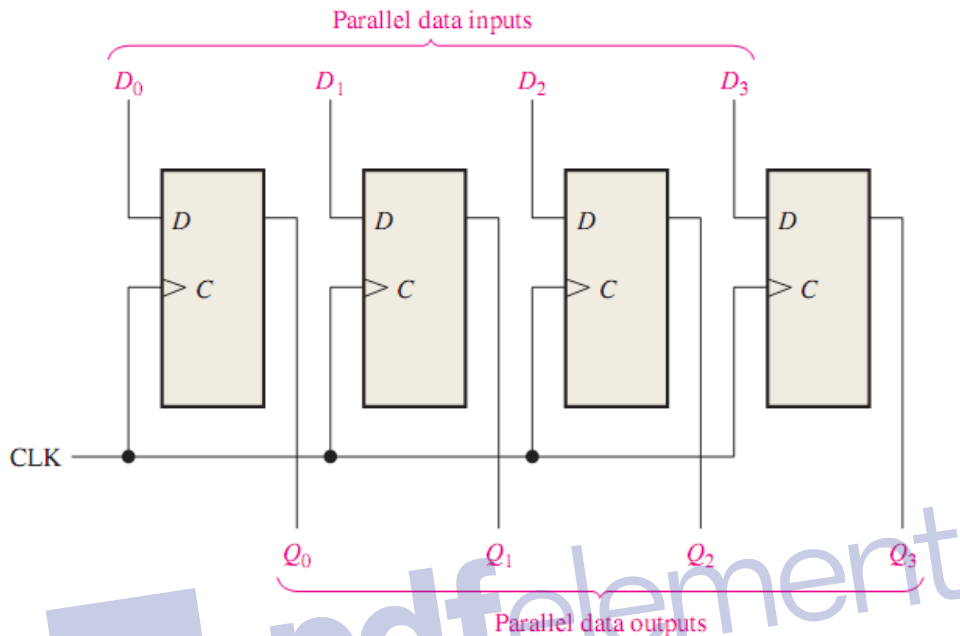 Parallel data inputs
D₀ D₁ D₂ D₃
D D D D
C C C C
CLK
Q₀ Q₁ Q₂ Q₃
pdfelement
Parallel data outputs